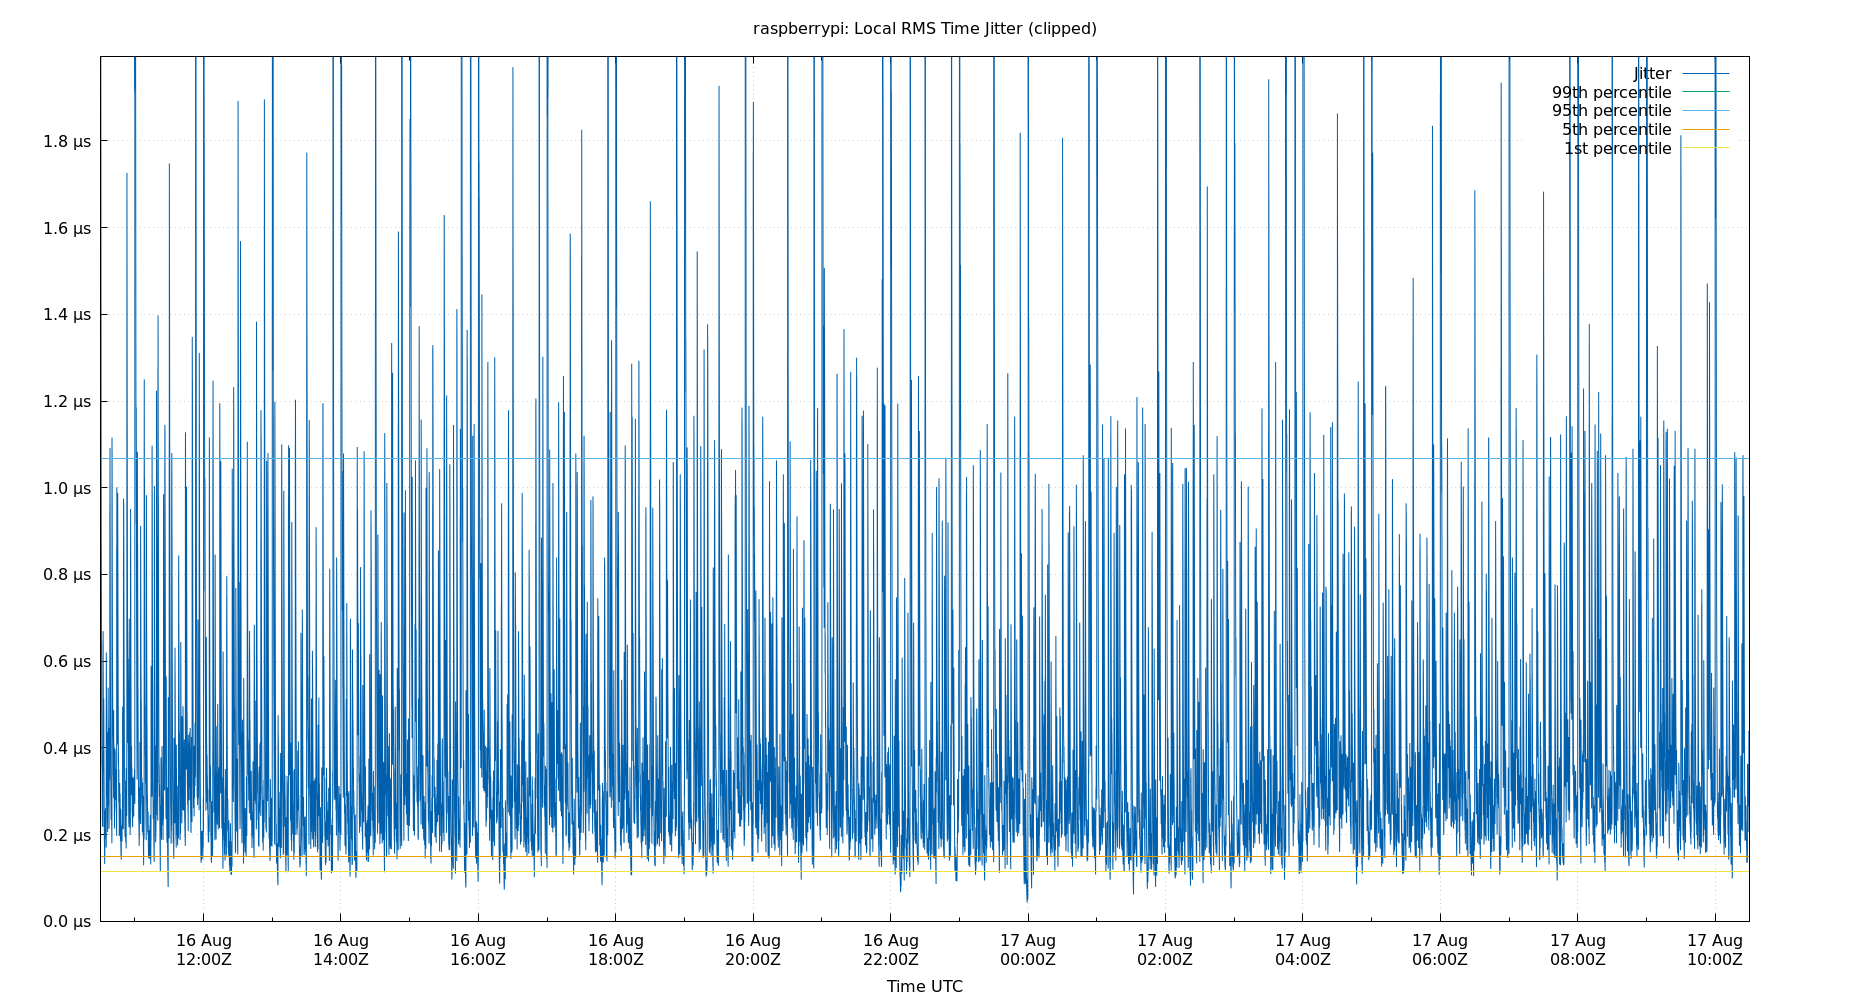 raspberrypi: Local RMS Time Jitter (clipped)
Jitter
99th percentile
95th percentile
5th percentile
1st percentile
1.8 µs
1.6 µs
1.4 µs
1.2 µs
1.0 µs
0.8 µs
0.6 µs
0.4 µs
0.2 µs
0.0 µs
16 Aug 16 Aug 16 Aug 16 Aug 16 Aug 16 Aug 17 Aug 17 Aug 17 Aug 17 Aug 17 Aug 17 Aug
12:00Z 14:00Z 16:00Z 18:00Z 20:00Z 22:00Z 00:00Z 02:00Z 04:00Z 06:00Z 08:00Z 10:00Z
Time UTC